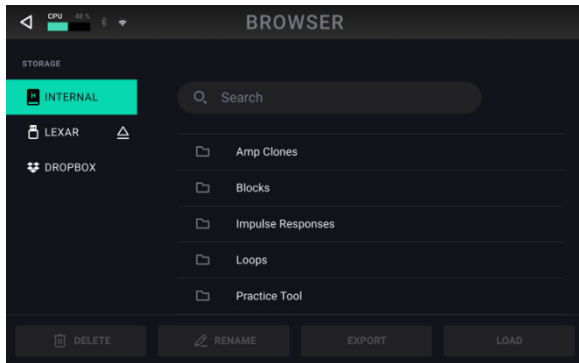 CPU 48 %
BROWSER
STORAGE
INTERNAL
LEXAR
DROPBOX
Search
Amp Clones
Blocks
Impulse Responses
Loops
Practice Tool
DELETE
RENAME
EXPORT
LOAD